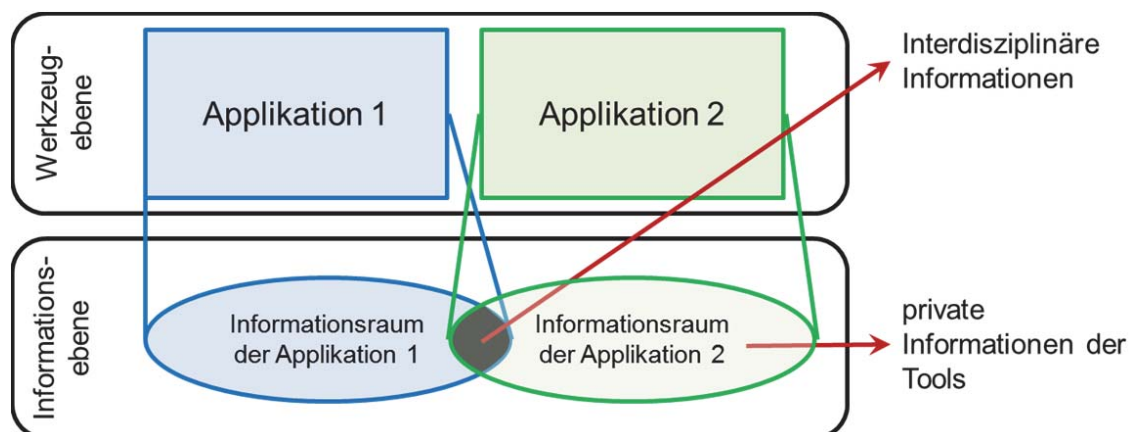 Werkzeug-
ebene
Applikation 1
Applikation 2
Interdisziplinäre
Informationen
Informations-
ebene
Informationsraum
der Applikation 1
Informationsraum
der Applikation 2
private
Informationen der
Tools